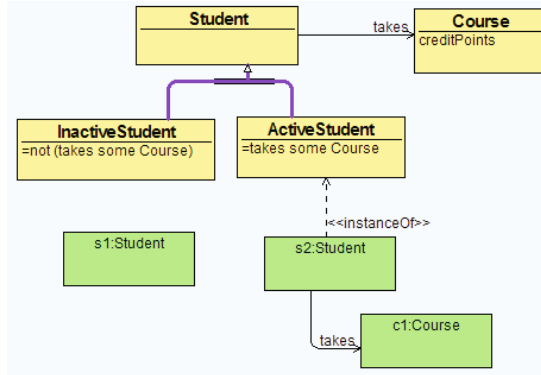 Student
takes
Course
creditPoints
InactiveStudent
=not (takes some Course)
ActiveStudent
=takes some Course
<<instanceOf>>
s1:Student
s2:Student
takes
c1:Course